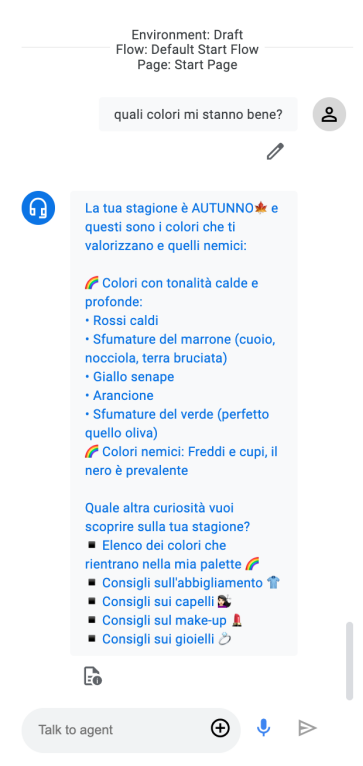 Environment: Draft
Flow: Default Start Flow
Page: Start Page
quali colori mi stanno bene?
La tua stagione è AUTUNNO🍁 e
questi sono i colori che ti
valorizzano e quelli nemici:
🌈 Colori con tonalità calde e
profonde:
• Rossi caldi
• Sfumature del marrone (cuoio,
nocciola, terra bruciata)
• Giallo senape
• Arancione
• Sfumature del verde (perfetto
quello oliva)
🌈 Colori nemici: Freddi e cupi, il
nero è prevalente
Quale altra curiosità vuoi
scoprire sulla tua stagione?
▪ Elenco dei colori che
rientrano nella mia palette 🌈
▪ Consigli sull'abbigliamento 👕
▪ Consigli sui capelli 💇🏻‍♀️
▪ Consigli sul make-up 💄
▪ Consigli sui gioielli 💍
Talk to agent